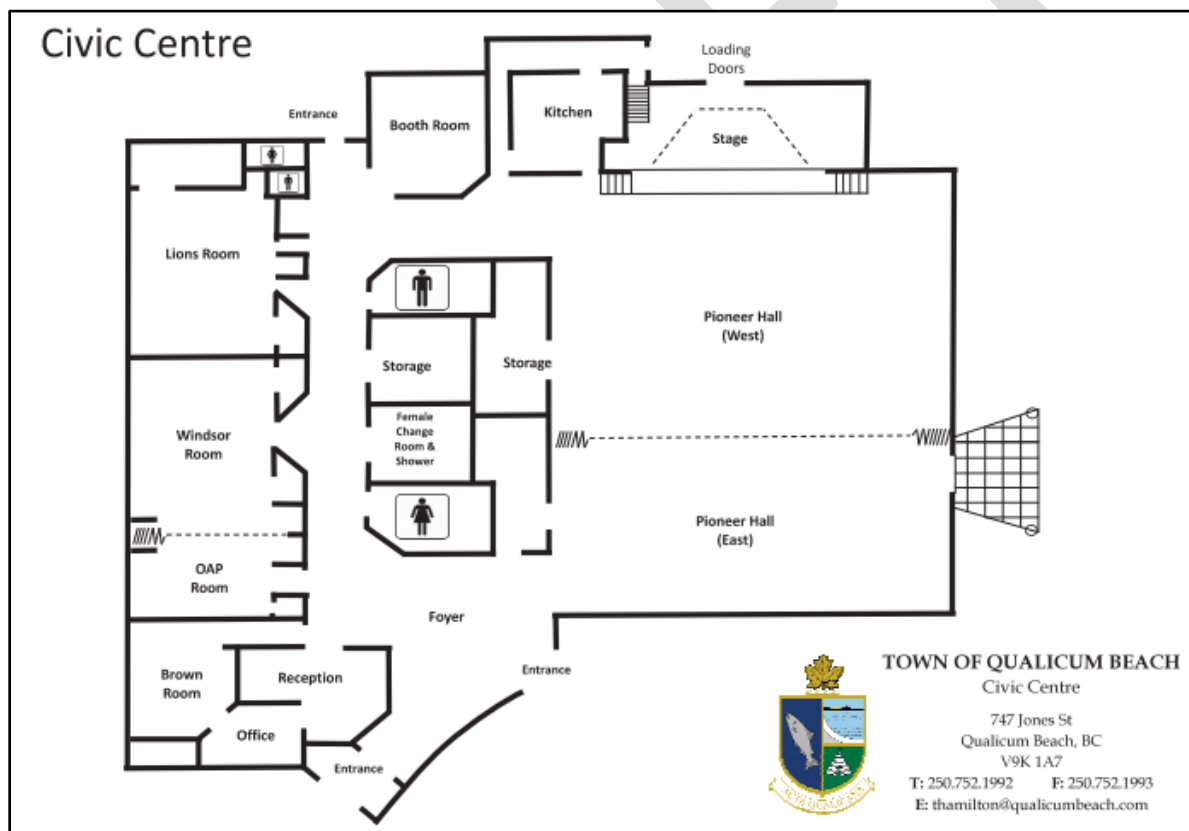 Civic Centre
Loading
Doors
Entrance
Booth Room
Kitchen
Stage
Lions Room
Pioneer Hall
(West)
Storage
Storage
Female
Change
Room &
Shower
Windsor
Room
Pioneer Hall
(East)
OAP
Room
Foyer
Brown
Room
Reception
Entrance
Office
Entrance
TOWN OF QUALICUM BEACH
Civic Centre
747 Jones St
Qualicum Beach, BC
V9K 1A7
T: 250.752.1992 F: 250.752.1993
E: thamilton@qualicumbeach.com